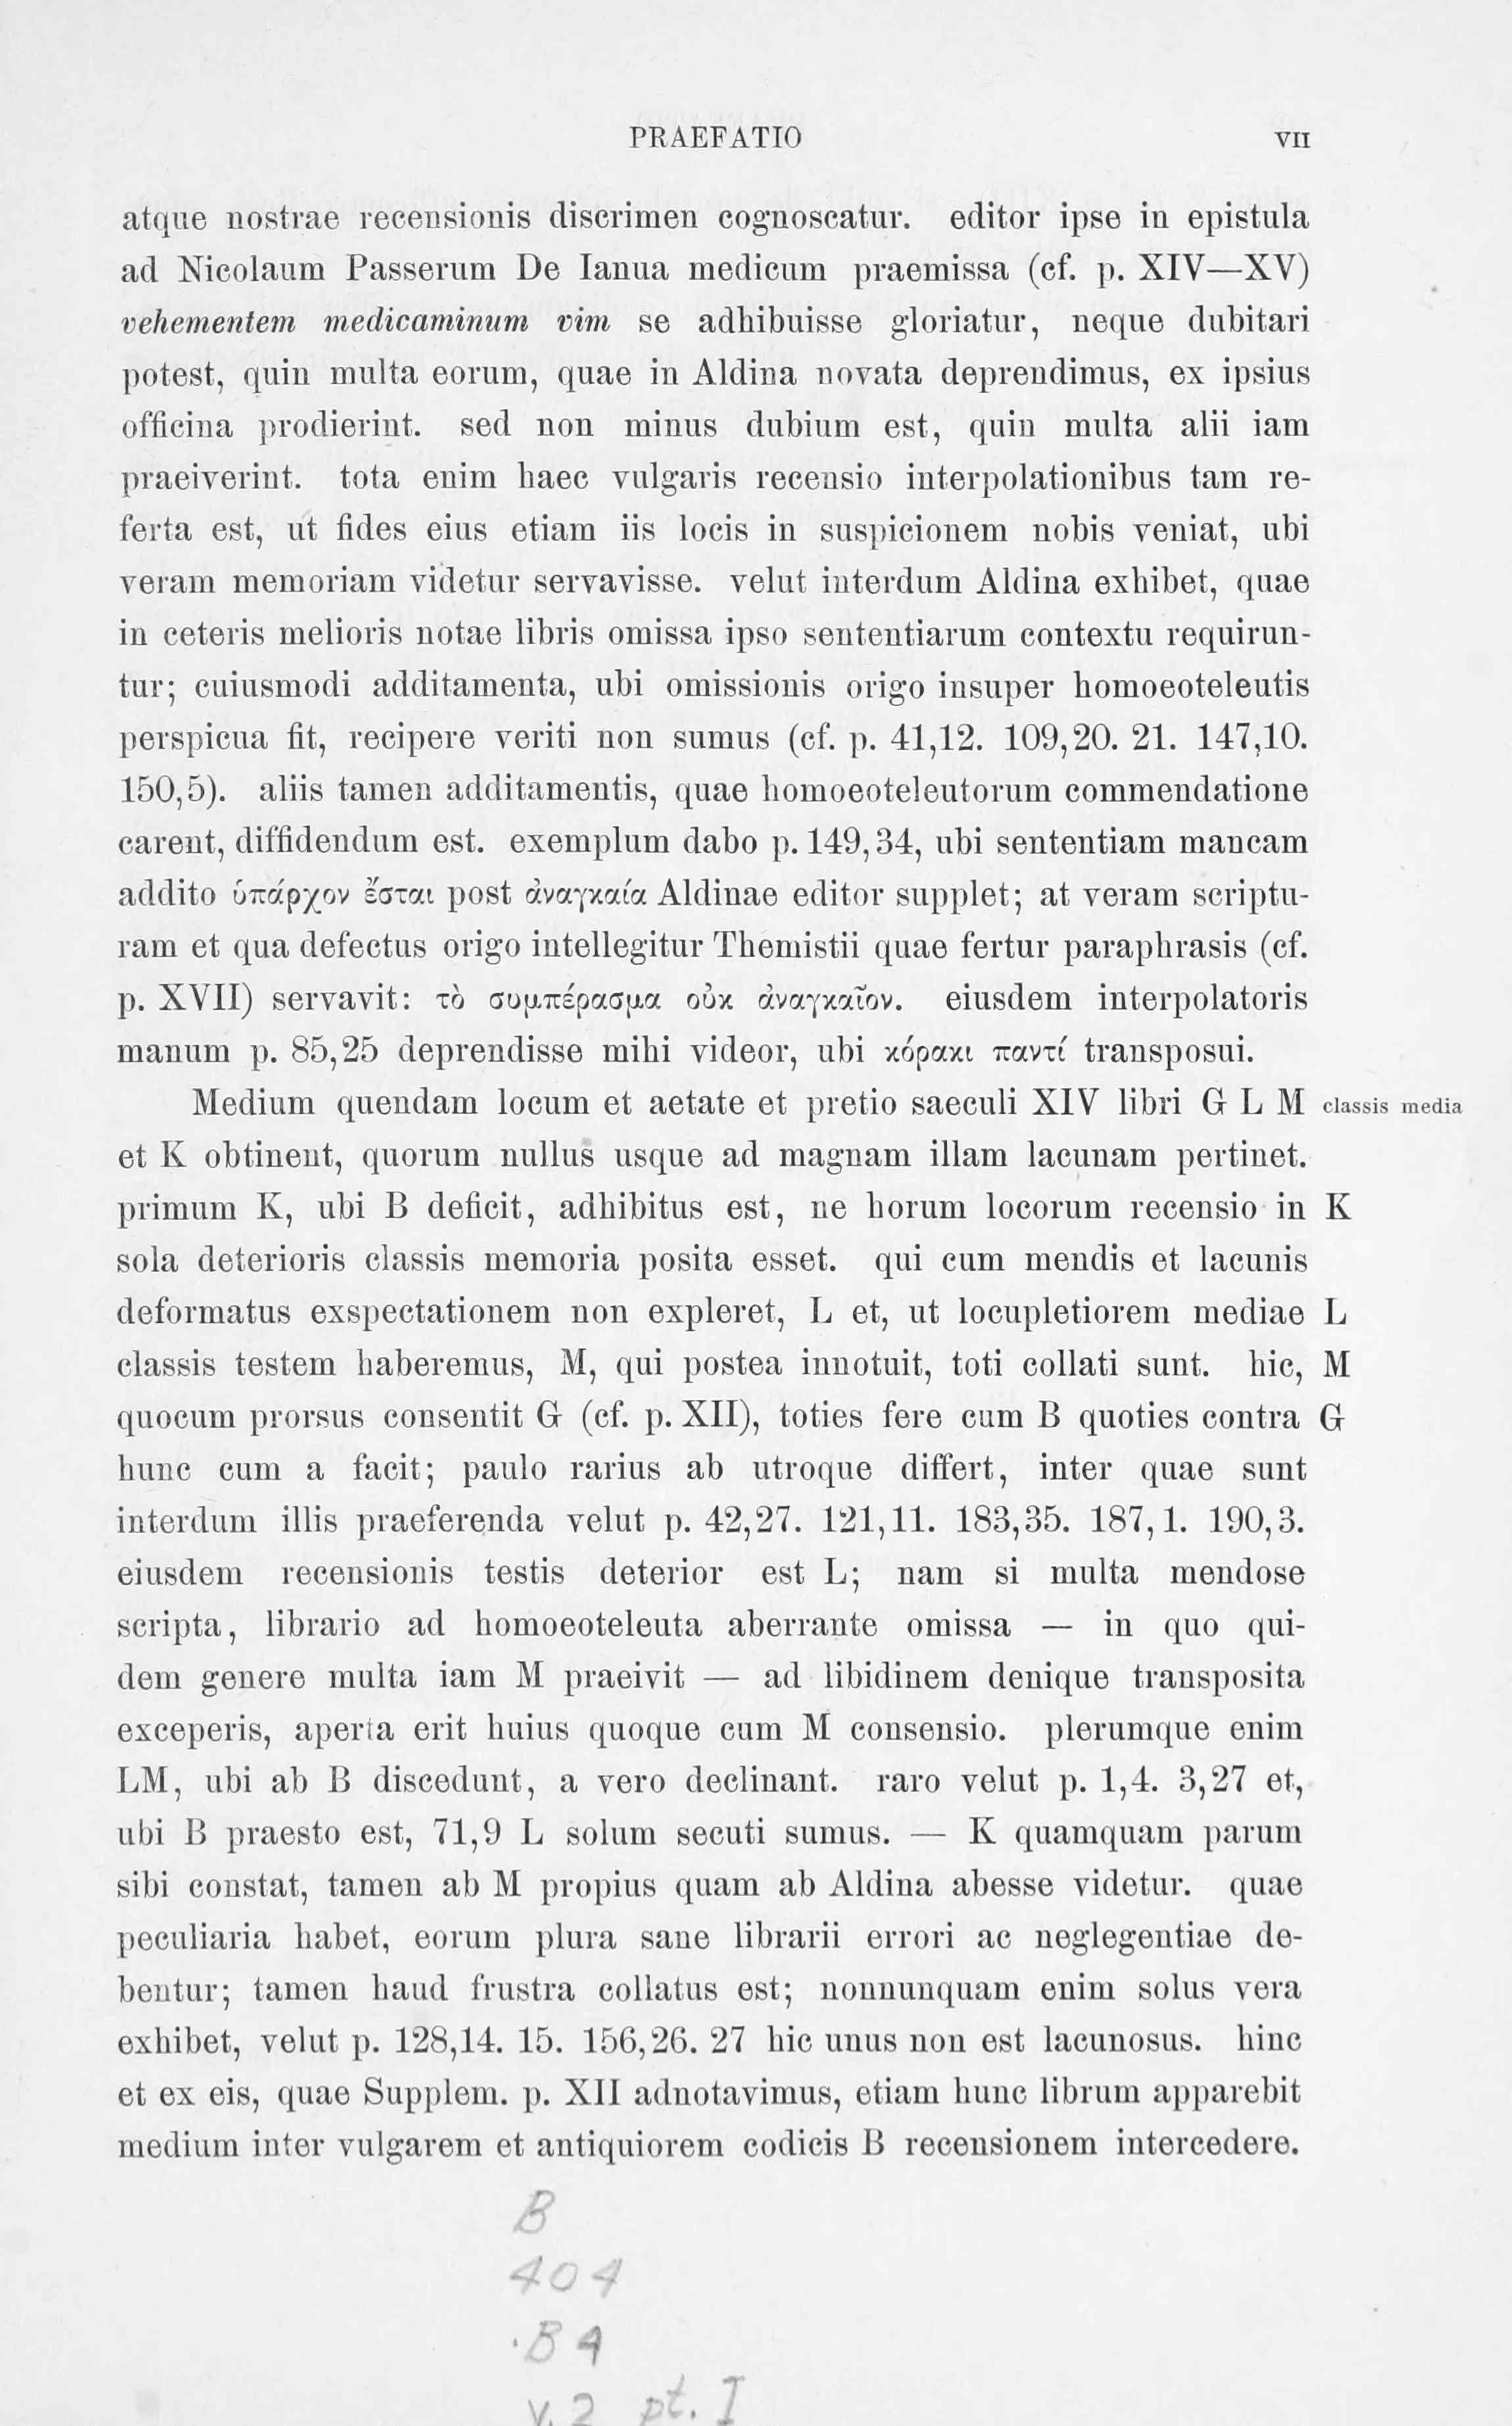 PRAEFATIO VII
atque nostrae recensionis discrimen cognoscatur. editor ipse in epistula
ad Nicolaum Passerum De Ianua medicum praemissa (cf. p. XIV—XV)
vehementem medicaminum vim se adhibuisse gloriatur, neque dubitari
potest, quin multa eorum, quae in Aldina novata deprendimus, ex ipsius
officina prodierint. sed non minus dubium est, quin multa alii iam
praeiverint. tota enim haec vulgaris recensio interpolationibus tam re-
ferta est, ut fides eius etiam iis locis in suspicionem nobis veniat, ubi
veram memoriam videtur servavisse. velut interdum Aldina exhibet, quae
in ceteris melioris notae libris omissa ipso sententiarum contextu requirun-
tur; cuiusmodi additamenta, ubi omissionis origo insuper homoeoteleutis
perspicua fit, recipere veriti non sumus (cf. p. 41,12. 109,20. 21. 147,10.
150,5). aliis tamen additamentis, quae homoeoteleutorum commendatione
carent, diffidendum est. exemplum dabo p. 149,34, ubi sententiam mancam
addito ὑπάρχον ἔσται post ἀναγκαία Aldinae editor supplet; at veram scriptu-
ram et qua defectus origo intellegitur Themistii quae fertur paraphrasis (cf.
p. XVII) servavit: τὸ συμπέρασμα οὐκ ἀναγκαῖον. eiusdem interpolatoris
manum p. 85,25 deprendisse mihi videor, ubi κόρακι παντί transposui.
Medium quendam locum et aetate et pretio saeculi XIV libri G L M classis media
et K obtinent, quorum nullus usque ad magnam illam lacunam pertinet.
primum K, ubi B deficit, adhibitus est, ne horum locorum recensio in K
sola deterioris classis memoria posita esset. qui cum mendis et lacunis
deformatus exspectationem non expleret, L et, ut locupletiorem mediae L
classis testem haberemus, M, qui postea innotuit, toti collati sunt. hic, M
quocum prorsus consentit G (cf. p. XII), toties fere cum B quoties contra G
hunc cum a facit; paulo rarius ab utroque differt, inter quae sunt
interdum illis praeferenda velut p. 42,27. 121,11. 183,35. 187,1. 190,3.
eiusdem recensionis testis deterior est L; nam si multa mendose
scripta, librario ad homoeoteleuta aberrante omissa — in quo qui-
dem genere multa iam M praeivit — ad libidinem denique transposita
exceperis, aperta erit huius quoque cum M consensio. plerumque enim
LM, ubi ab B discedunt, a vero declinant. raro velut p. 1,4. 3,27 et,
ubi B praesto est, 71,9 L solum secuti sumus. — K quamquam parum
sibi constat, tamen ab M propius quam ab Aldina abesse videtur. quae
peculiaria habet, eorum plura sane librarii errori ac neglegentiae de-
bentur; tamen haud frustra collatus est; nonnunquam enim solus vera
exhibet, velut p. 128,14. 15. 156,26. 27 hic unus non est lacunosus. hinc
et ex eis, quae Supplem. p. XII adnotavimus, etiam hunc librum apparebit
medium inter vulgarem et antiquiorem codicis B recensionem intercedere.
B
404
.B4
v.2 pt. I